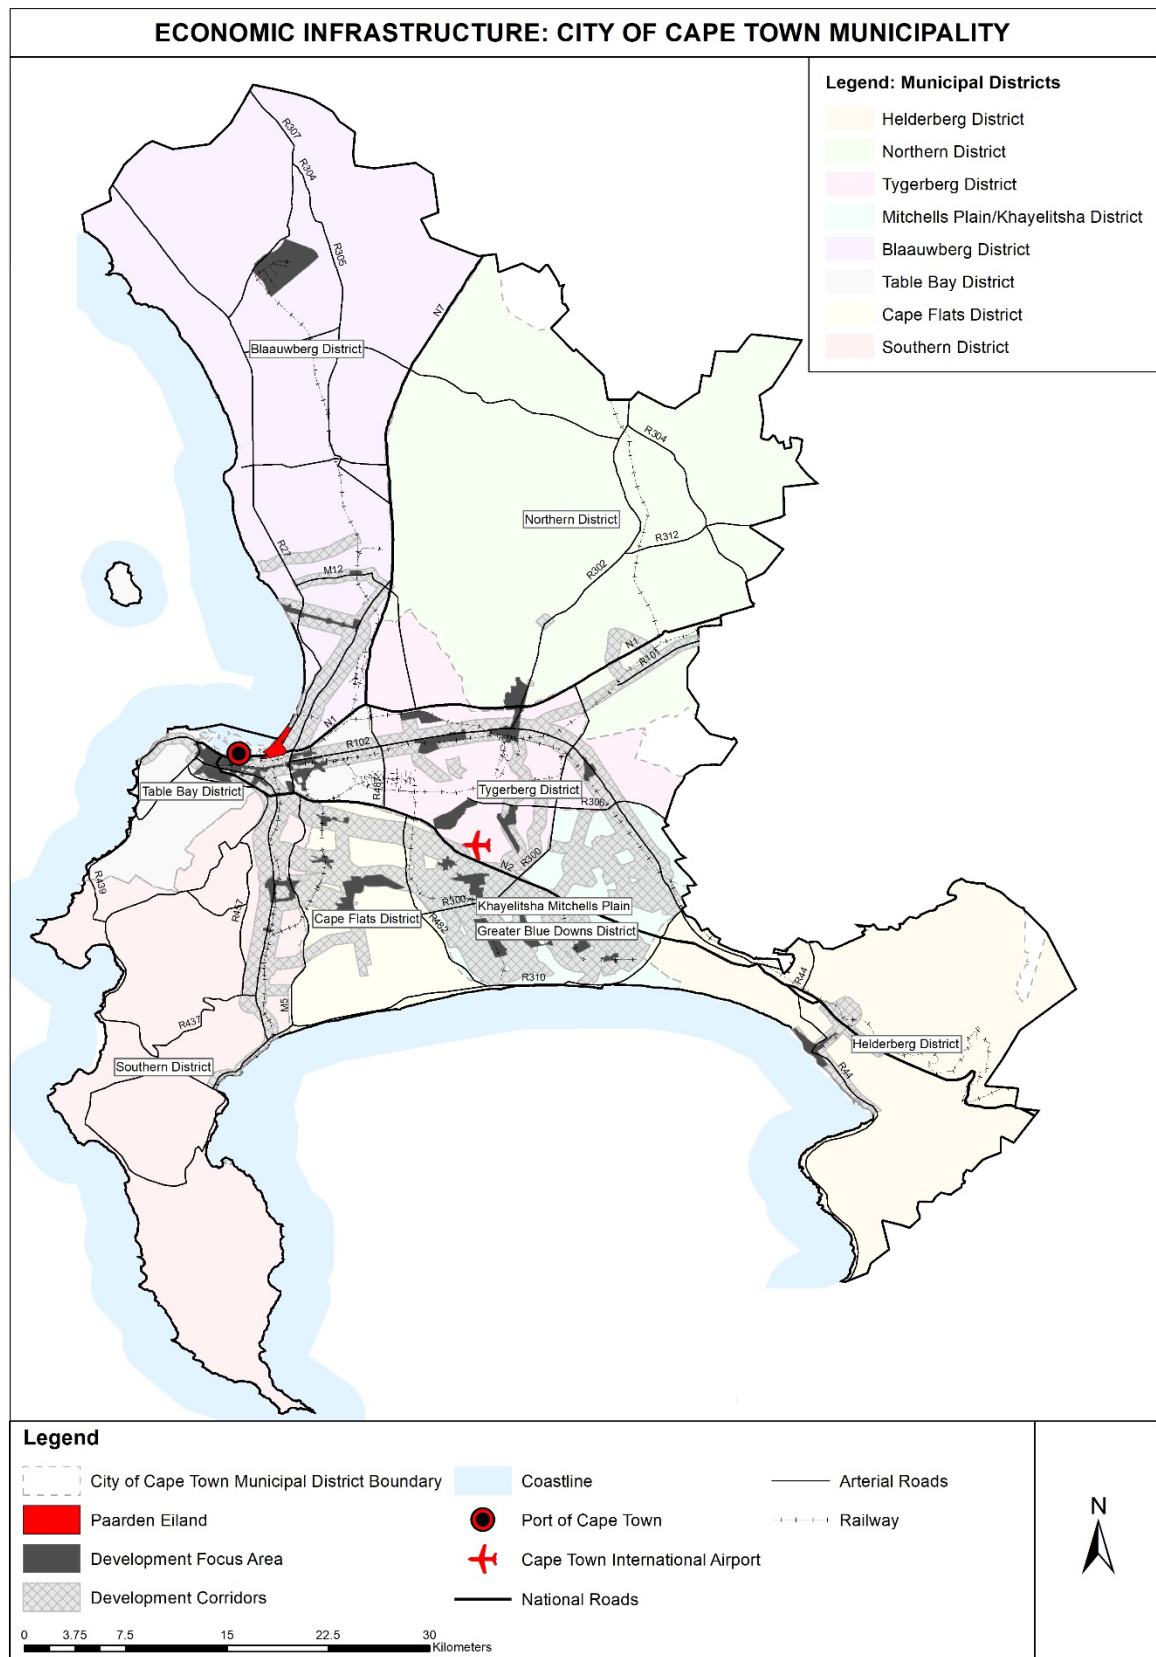 ECONOMIC INFRASTRUCTURE: CITY OF CAPE TOWN MUNICIPALITY
Legend: Municipal Districts
Helderberg District
Northern District
Tygerberg District
Mitchells Plain/Khayelitsha District
Blaauwberg District
Table Bay District
Cape Flats District
Southern District
R307
R304
R305
N7
Blaauwberg District
R304
Northern District
R312
R302
R27
M12
N1
R101
N1
R102
R487
Table Bay District
Tygerberg District
R306
N2
R300
R439
R437
R300
Khayelitsha Mitchells Plain
Cape Flats District
R482
Greater Blue Downs District
R310
R44
M5
R437
Helderberg District
Southern District
R44
Legend
City of Cape Town Municipal District Boundary
Coastline
Arterial Roads
Paarden Eiland
Port of Cape Town
Railway
Development Focus Area
Cape Town International Airport
Development Corridors
National Roads
N
0 3.75 7.5 15 22.5 30
Kilometers